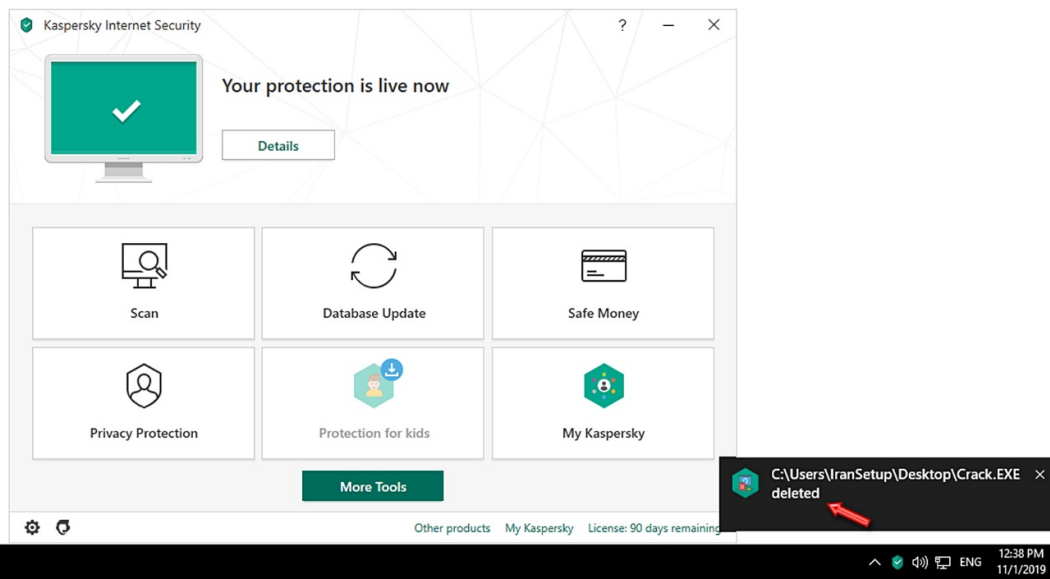 Kaspersky Internet Security
?
Your protection is live now
Details
Scan
Database Update
Safe Money
Privacy Protection
Protection for kids
My Kaspersky
More Tools
Other products My Kaspersky License: 90 days remaining
C:\Users\IranSetup\Desktop\Crack.EXE
deleted
ENG
12:38 PM
11/1/2019